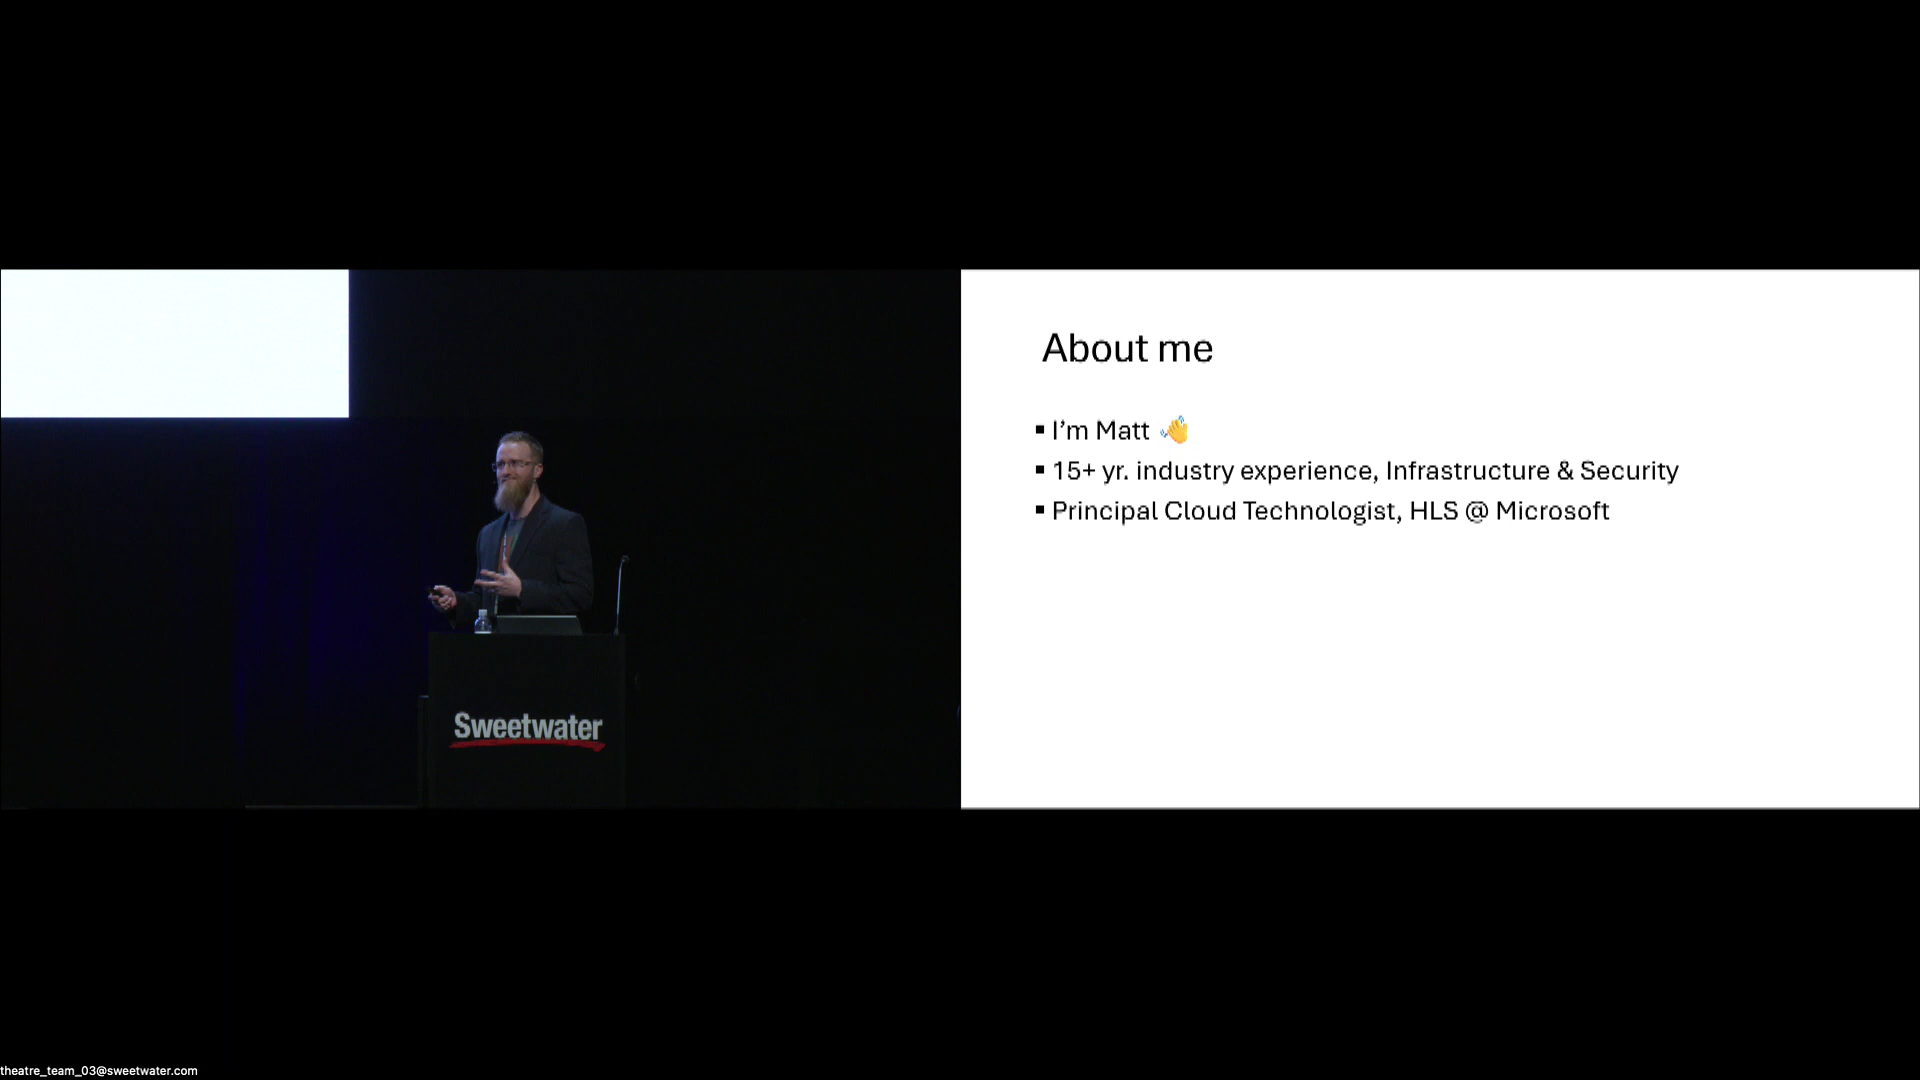 Sweetwater
About me
▪ I'm Matt 👋
▪ 15+ yr. industry experience, Infrastructure & Security
▪ Principal Cloud Technologist, HLS @ Microsoft
theatre_team_03@sweetwater.com